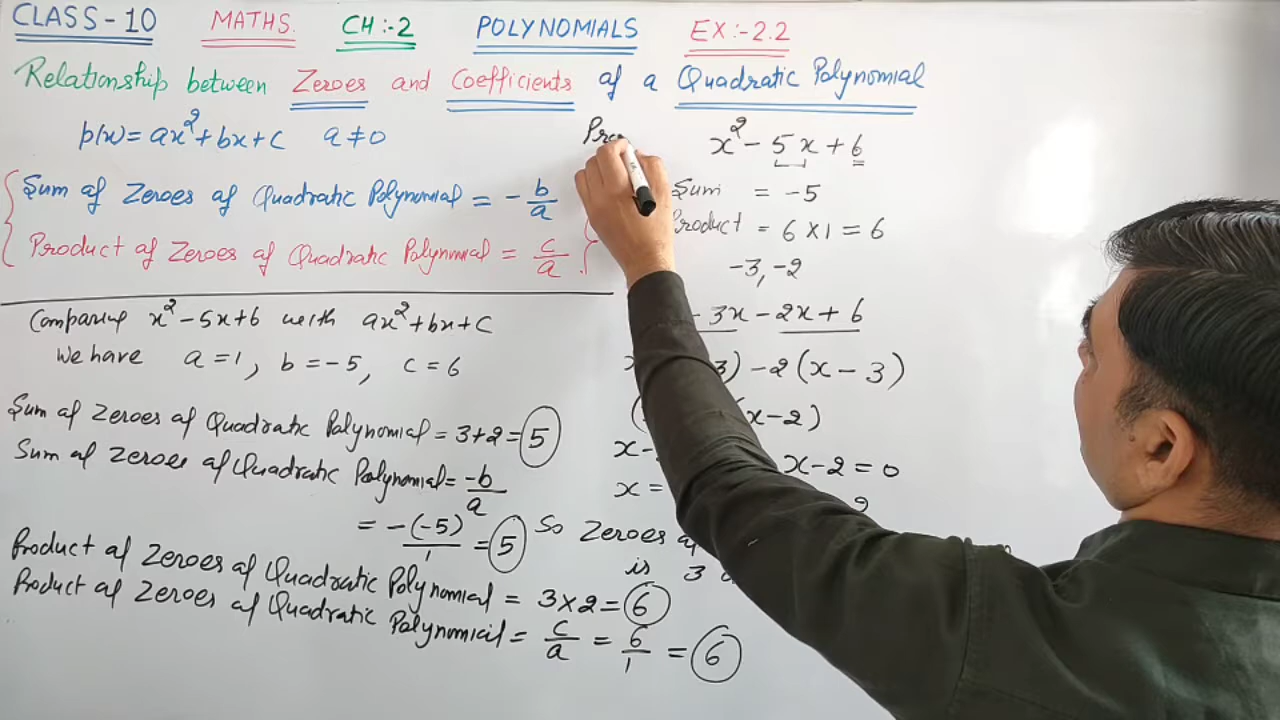 CLASS-10 MATHS. CH:-2 POLYNOMIALS EX:-2.2
Relationship between Zeroes and Coefficients of a Quadratic Polynomial
p(x) = ax²+bx+c a≠0
Sum of Zeroes of Quadratic Polynomial = -b/a
Product of Zeroes of Quadratic Polynomial = c/a.
Comparing x²-5x+6 with ax²+bx+c
We have a=1, b=-5, c=6
Sum of Zeroes of Quadratic Polynomial = 3+2=5
Sum of Zeroes of Quadratic Polynomial = -b/a
= -(-5)/1 = 5
Product of Zeroes of Quadratic Polynomial = 3×2=6
Product of Zeroes of Quadratic Polynomial = c/a = 6/1 = 6
x²-5x+6
Sum = -5
Product = 6×1=6
-3,-2
- 3x - 2x + 6
3) -2(x-3)
(x-2)
x- x-2=0
x=
So Zeroes
is 3